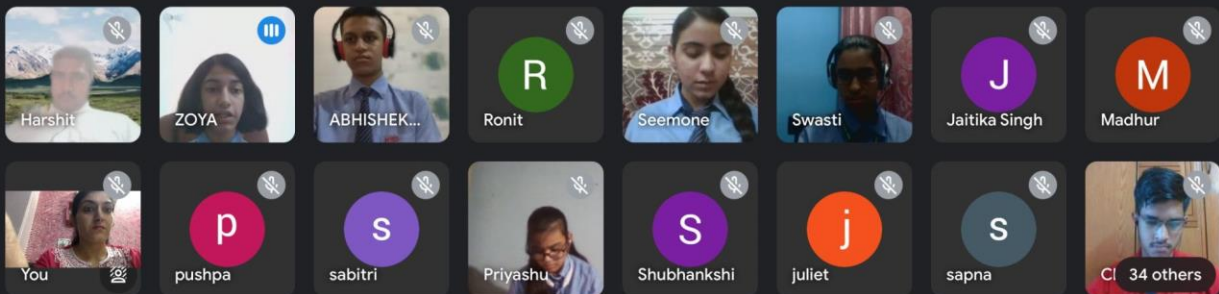 Harshit
ZOYA
ABHISHEK...
R
Ronit
Seemone
Swasti
J
Jaitika Singh
M
Madhur
You
p
pushpa
s
sabitri
Priyashu
S
Shubhankshi
j
juliet
s
sapna
34 others